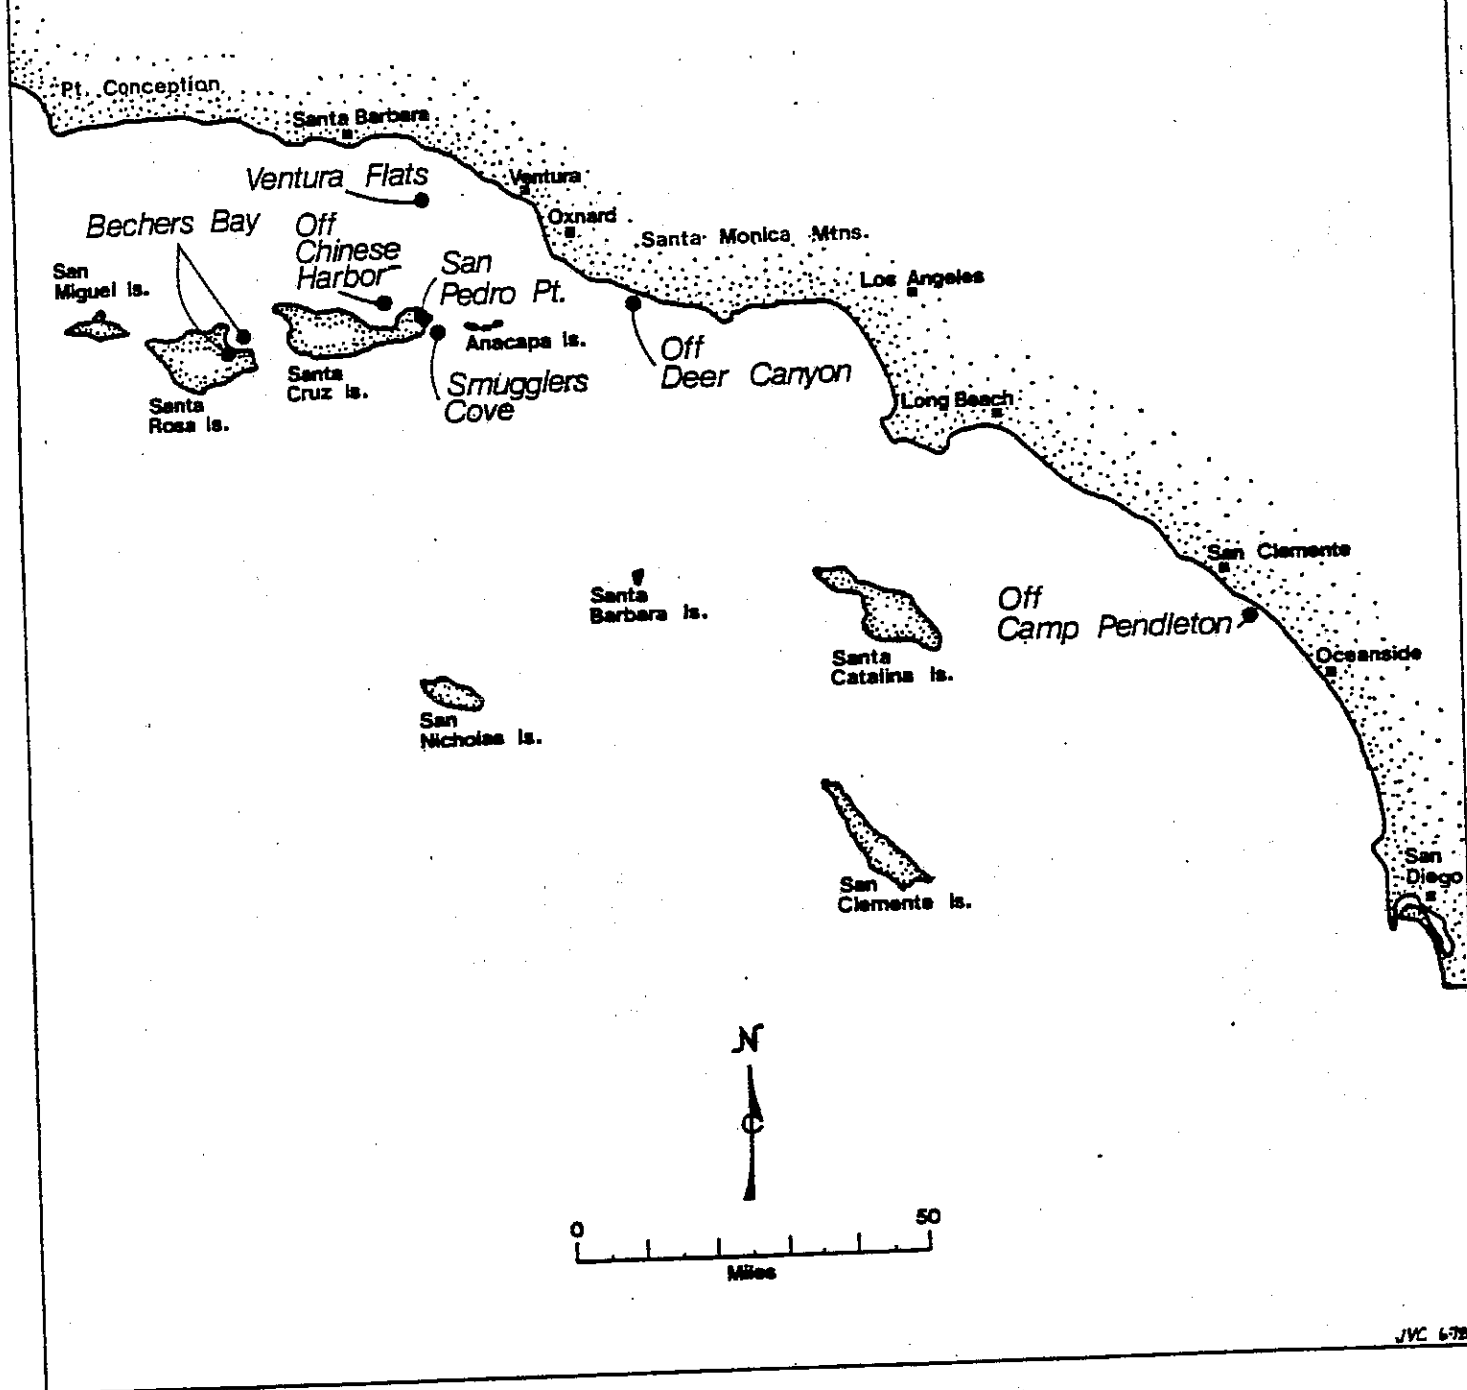 Pt. Conception
Santa Barbara
Ventura Flats
Ventura
Bechers Bay
Off
Chinese
Harbor
Oxnard
Santa Monica Mtns.
San
Miguel Is.
San
Pedro Pt.
Los Angeles
Anacapa Is.
Off
Deer Canyon
Santa
Cruz Is.
Smugglers
Cove
Santa
Rosa Is.
Long Beach
San Clemente
Santa
Barbara Is.
Off
Camp Pendleton
Santa
Catalina Is.
Oceanside
San
Nicholas Is.
San
Diego
San
Clemente Is.
N
0 50
Miles
JVC